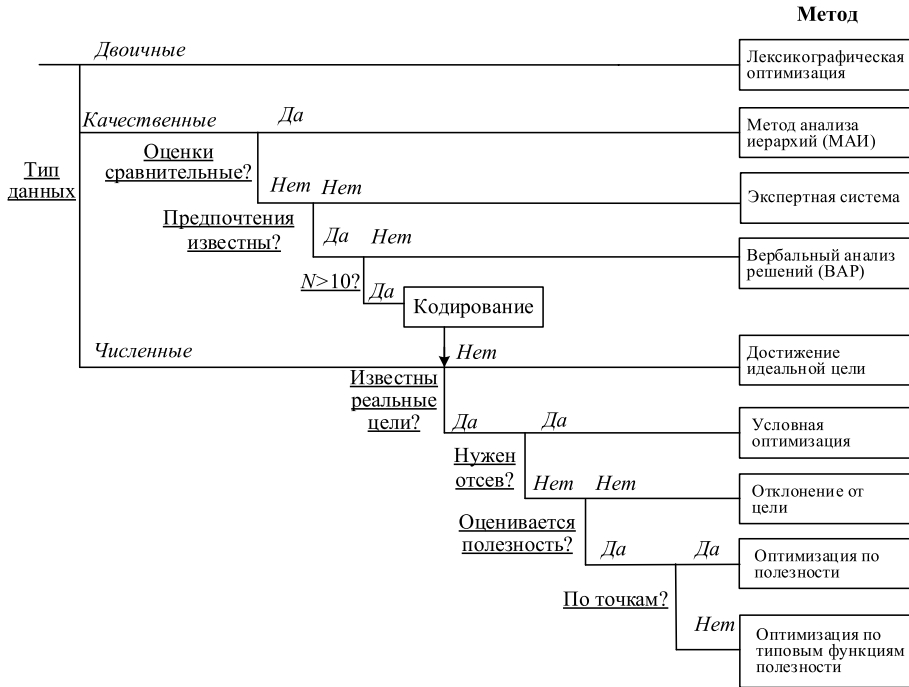 Метод
Двоичные
Лексикографическая
оптимизация
Качественные
Да
Метод анализа
иерархий (МАИ)
Оценки
сравнительные?
Тип
данных
Нет Нет
Экспертная система
Предпочтения
известны?
Да Нет
Вербальный анализ
решений (ВАР)
N>10?
Да
Кодирование
Численные
Нет
Достижение
идеальной цели
Известны
реальные
цели?
Да Да
Условная
оптимизация
Нужен
отсев?
Нет Нет
Отклонение от
цели
Оценивается
полезность?
Да Да
Оптимизация по
полезности
По точкам?
Нет
Оптимизация по
типовым функциям
полезности